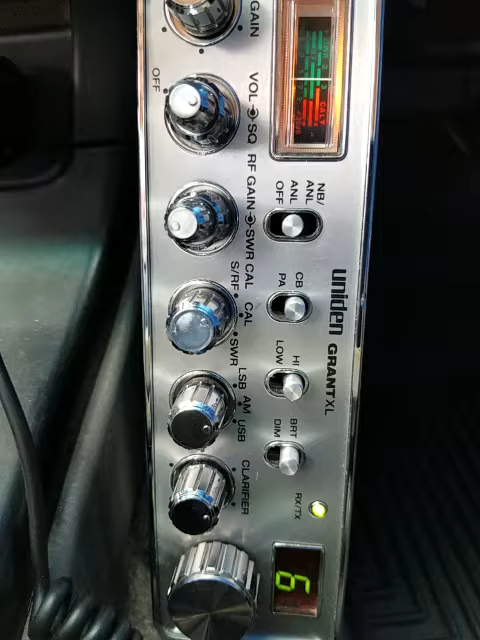 GAIN
OFF
VOL
SQ
RF GAIN
SWR CAL
S/RF
CAL
SWR
LSB
AM
USB
CLARIFIER
NB/
ANL
ANL
OFF
CB
PA
uniden
GRANT XL
HI
LOW
BRT
DIM
RX/TX
6